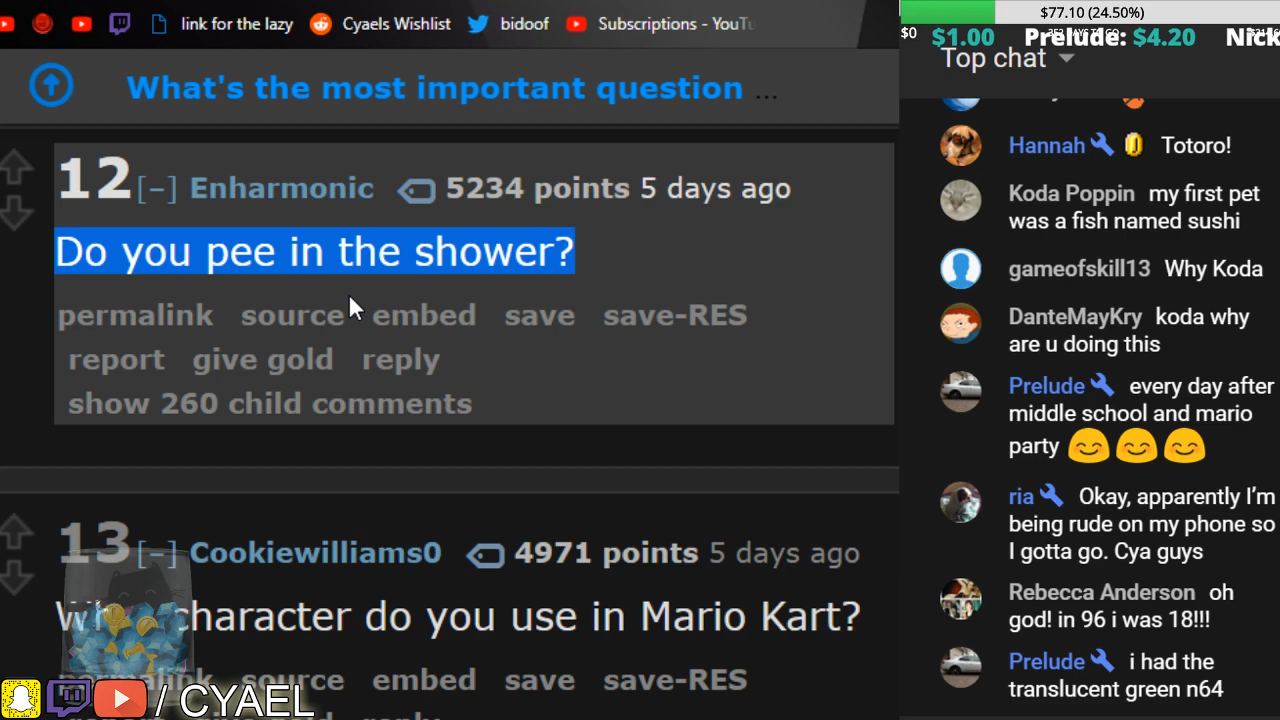 link for the lazy Cyaels Wishlist bidoof Subscriptions - YouTu
What's the most important question ...
12 [–] Enharmonic 5234 points 5 days ago
Do you pee in the shower?
permalink source embed save save-RES
report give gold reply
show 260 child comments
13 [–] Cookiewilliams0 4971 points 5 days ago
character do you use in Mario Kart?
permalink source embed save save-RES
give gold reply
/ CYAEL
$77.10 (24.50%)
$0 $1.00 Prelude: $4.20 Nick
Top chat
Hannah Totoro!
Koda Poppin my first pet
was a fish named sushi
gameofskill13 Why Koda
DanteMayKry koda why
are u doing this
Prelude every day after
middle school and mario
party
ria Okay, apparently I'm
being rude on my phone so
I gotta go. Cya guys
Rebecca Anderson oh
god! in 96 i was 18!!!
Prelude i had the
translucent green n64